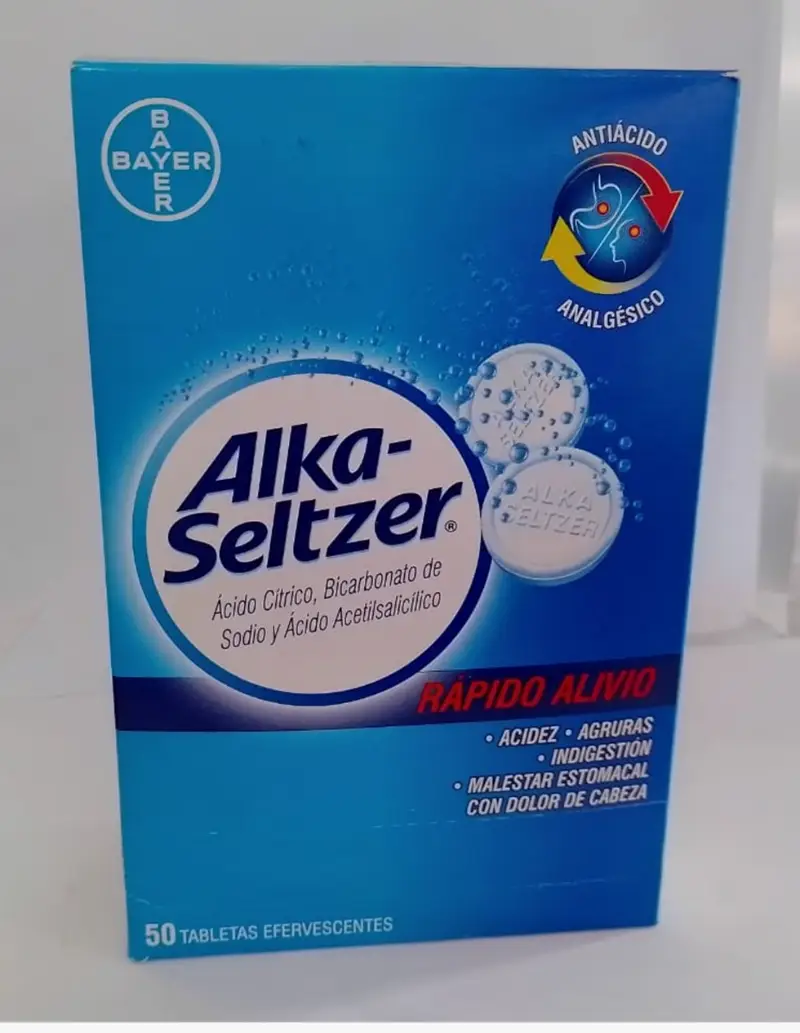 BAYER
BAYER
ANTIÁCIDO
ANALGÉSICO
Alka-
Seltzer®
Ácido Cítrico, Bicarbonato de
Sodio y Ácido Acetilsalicílico
ALKA
SELTZER
ALKA
SELTZER
RÁPIDO ALIVIO
• ACIDEZ • AGRURAS
• INDIGESTIÓN
• MALESTAR ESTOMACAL
CON DOLOR DE CABEZA
50 TABLETAS EFERVESCENTES